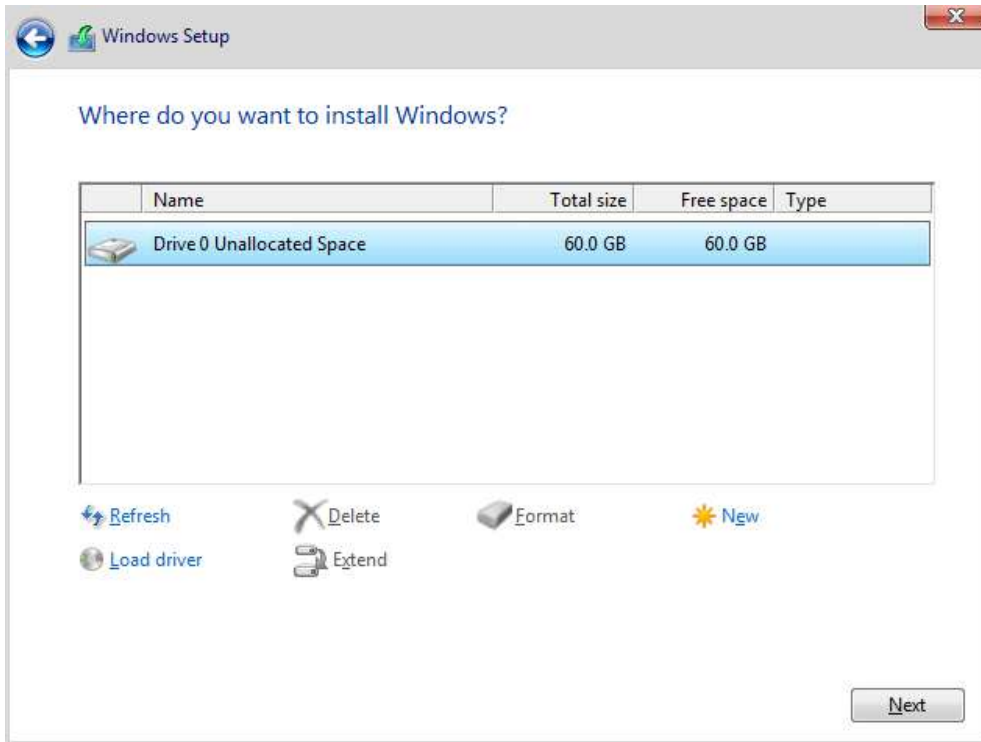 Windows Setup
Where do you want to install Windows?
Name Total size Free space Type
Drive 0 Unallocated Space 60.0 GB 60.0 GB
Refresh Delete Format New
Load driver Extend
Next